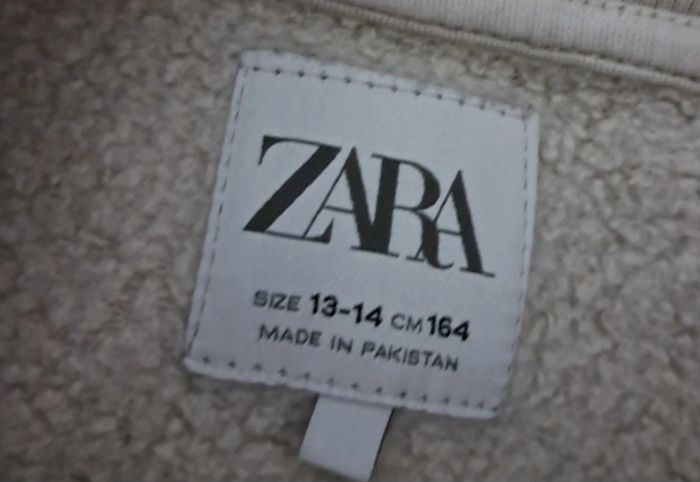 ZARA
SIZE 13-14 CM 164
MADE IN PAKISTAN